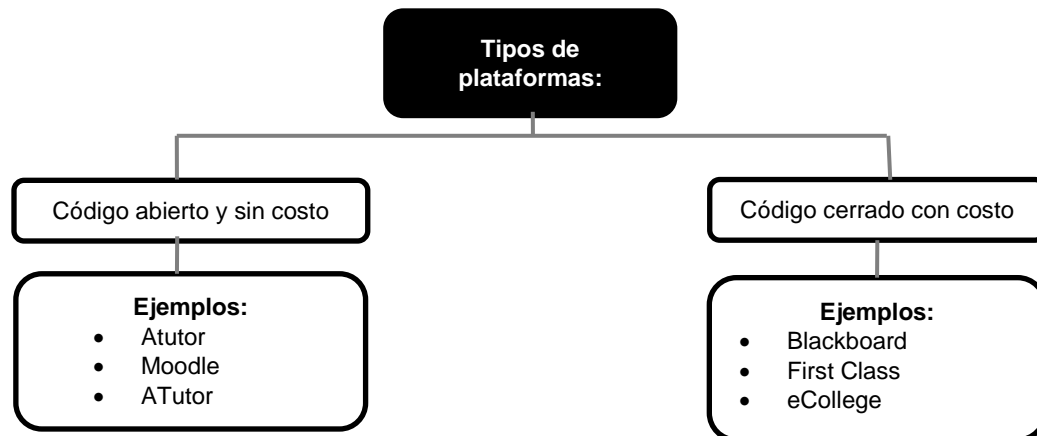 Tipos de
plataformas:
Código abierto y sin costo
Ejemplos:
• Atutor
• Moodle
• ATutor
Código cerrado con costo
Ejemplos:
• Blackboard
• First Class
• eCollege